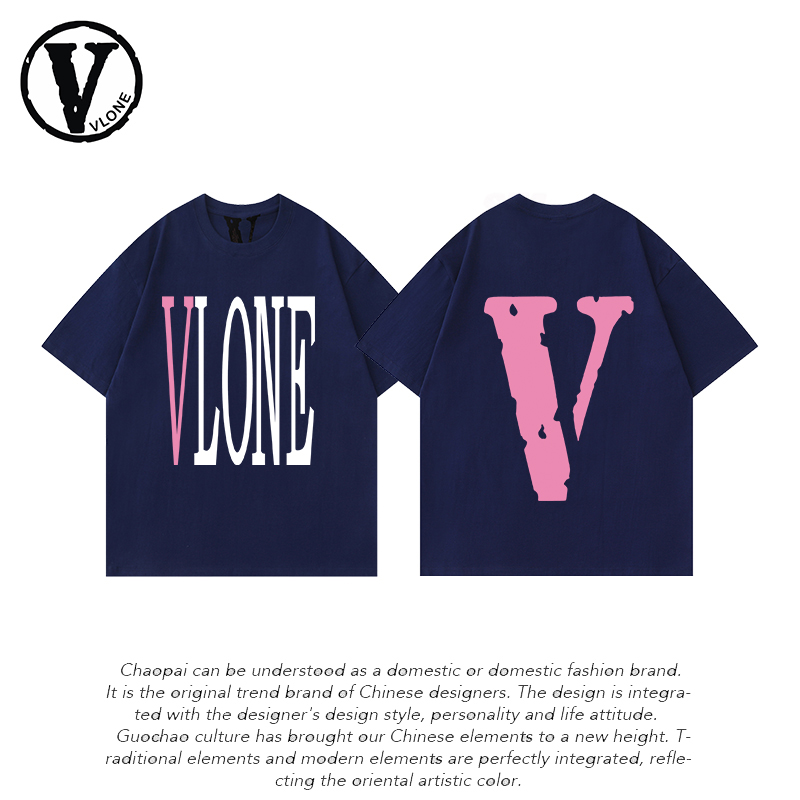 V
VLONE
V
VLONE
V
Chaopai can be understood as a domestic or domestic fashion brand.
It is the original trend brand of Chinese designers. The design is integra-
ted with the designer's design style, personality and life attitude.
Guochao culture has brought our Chinese elements to a new height. T-
raditional elements and modern elements are perfectly integrated, refle-
cting the oriental artistic color.